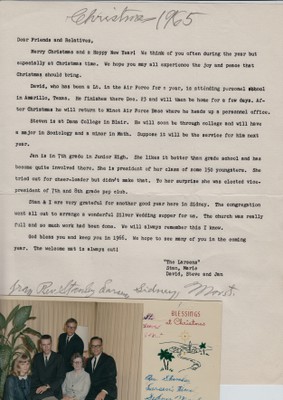 Christmas 1965
Dear Friends and Relatives,
Merry Christmas and a Happy New Year! We think of you often during the year but
especially at Christmas time. We hope you may all experience the joy and peace that
Christmas should bring.
David, who has been a Lt. in the Air Force for a year, is attending personel school
in Amarillo, Texas. He finishes there Dec. 23 and will then be home for a few days. Af-
ter Christmas he will return to Minot Air Force Base where he heads up a personnel office.
Steven is at Dana College in Blair. He will soon be through college and will have
a major in Sociology and a minor in Math. Suppose it will be the service for him next
year.
Jan is in 7th grade in Junior High. She likes it better than grade school and has
become quite involved there. She is president of her class of some 150 youngsters. She
tried out for cheer-leader but didn't make that. To her surprise she was elected vice-
president of 7th and 8th grade pep club.
Stan & I are very grateful for another good year here in Sidney. The congregation
went all out to arrange a wonderful Silver Wedding supper for us. The church was really
full and so much work had been done. We will always remember this I know.
God bless you and keep you in 1966. We hope to see many of you in the coming
year. The welcome mat is always out!
"The Larsens"
Stan, Marie
David, Steve and Jan
from Rev. Stanley Larsen, Sidney, Mont.
BLESSINGS
at Christmas
Rev Stanley
Larsen's
Sidney